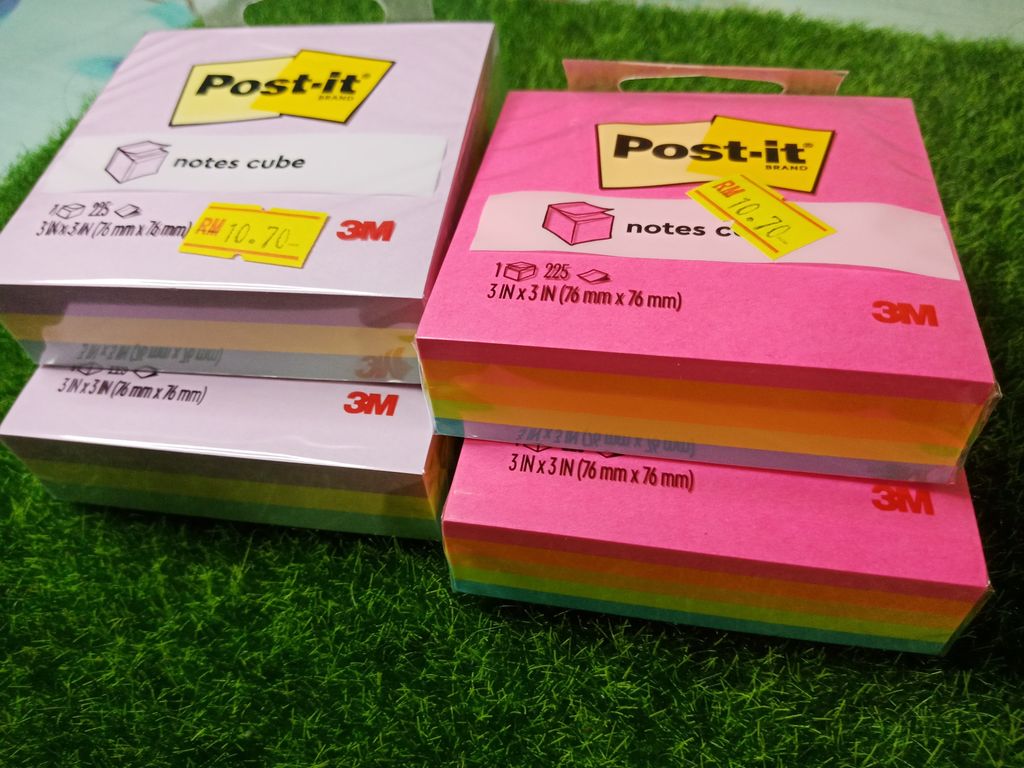 Post-it®
BRAND
notes cube
1 225
3 IN x 3 IN (76 mm x 76 mm)
RM 10.70
3M
3 IN x 3 IN (76 mm x 76 mm)
3M
Post-it®
BRAND
RM 10.70
notes c
1 225
3 IN x 3 IN (76 mm x 76 mm)
3M
3 IN x 3 IN (76 mm x 76 mm)
3M